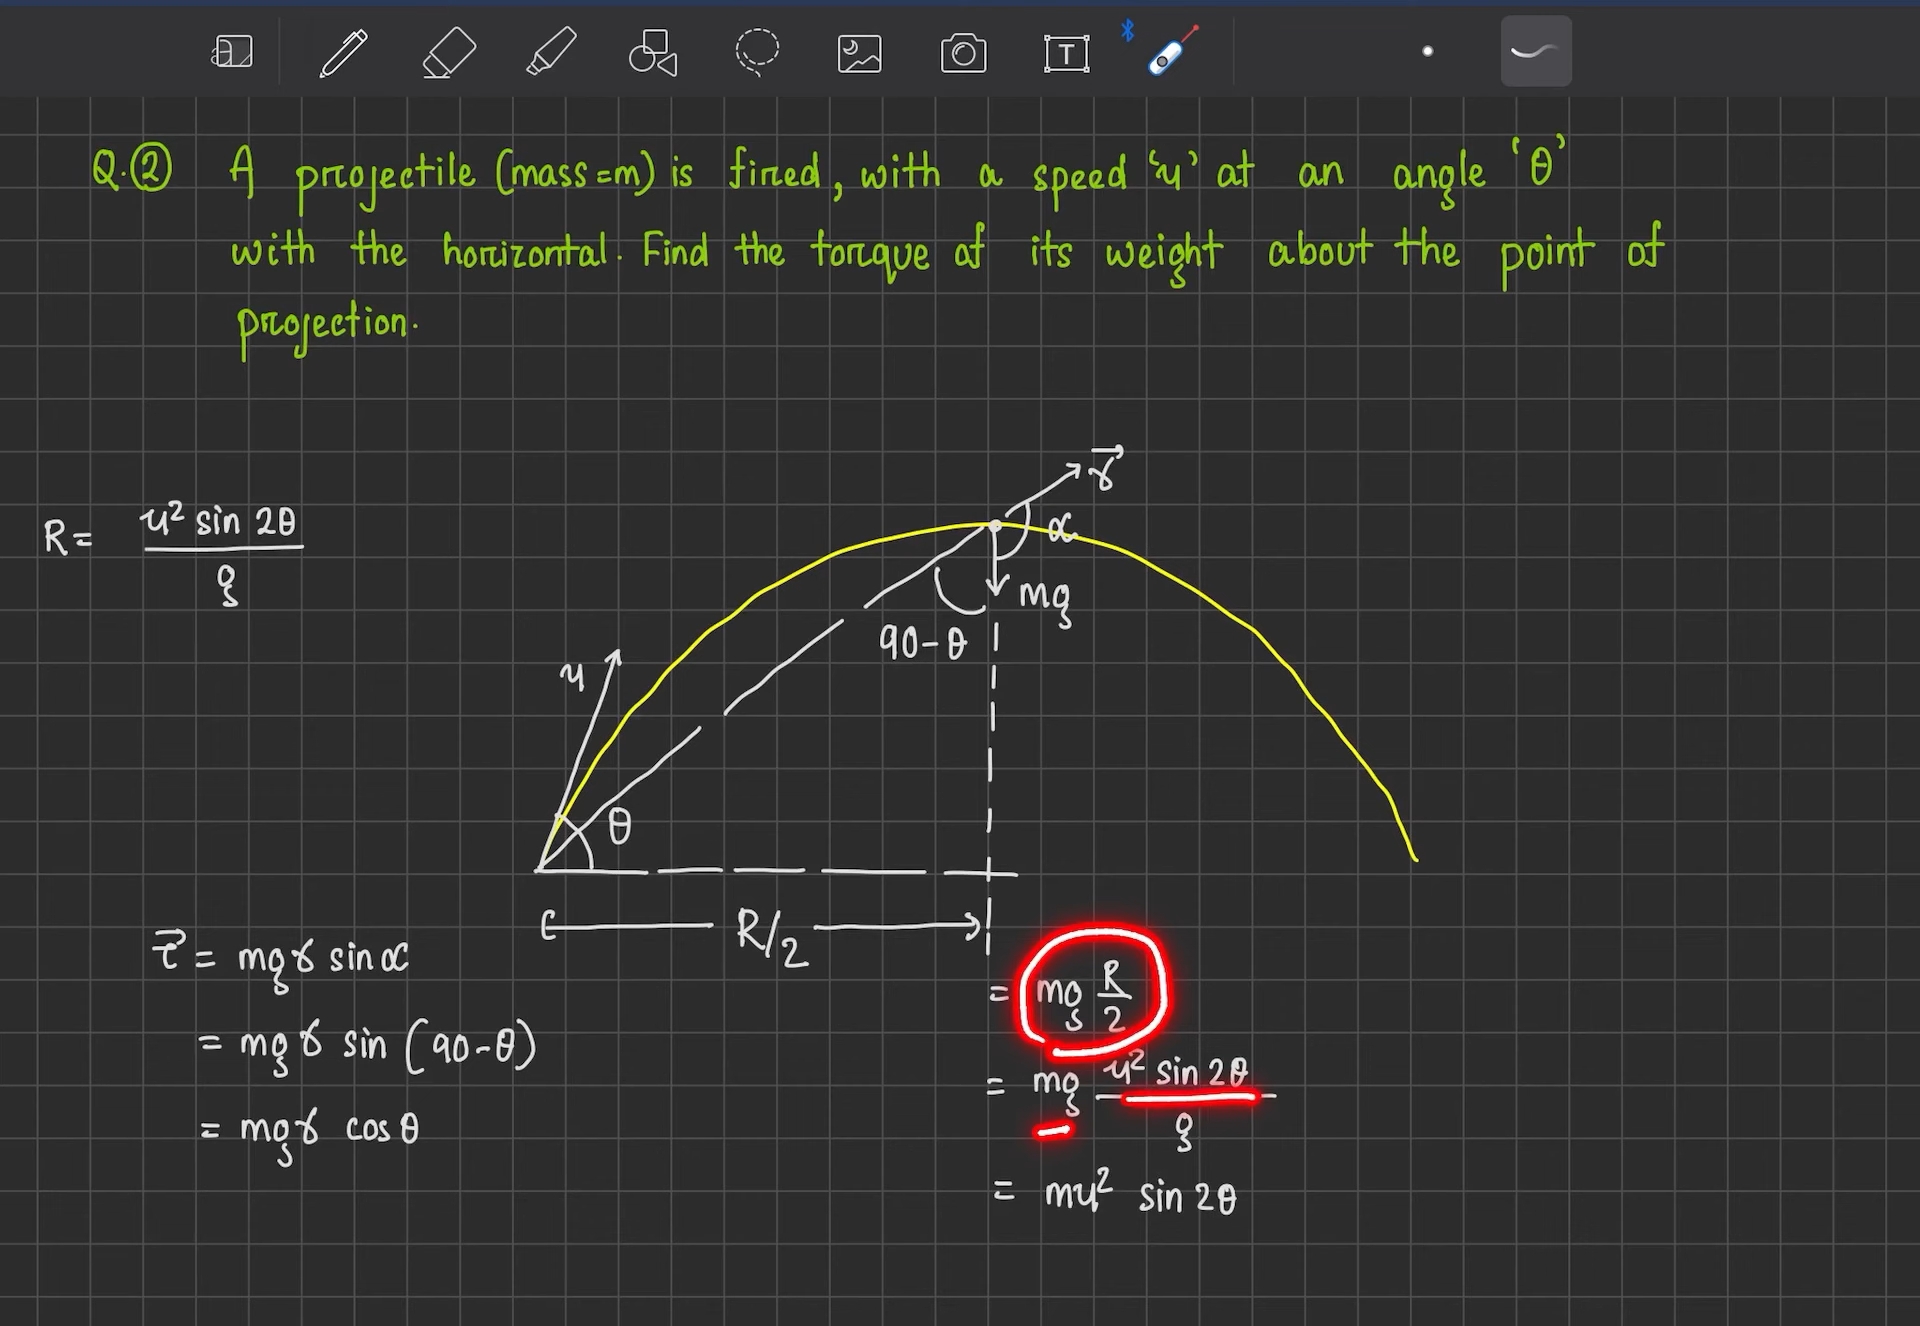 Q.② A projectile (mass=m) is fired, with a speed 'u' at an angle 'θ'
with the horizontal. Find the torque of its weight about the point of
projection.
R= u² sin 2θ
g
r⃗
α
mg
90-θ
u
θ
R/2
τ⃗ = mgr sinα
= mgr sin (90-θ)
= mgr cosθ
= mg R/2
= mg u² sin 2θ
g
= mu² sin 2θ
T